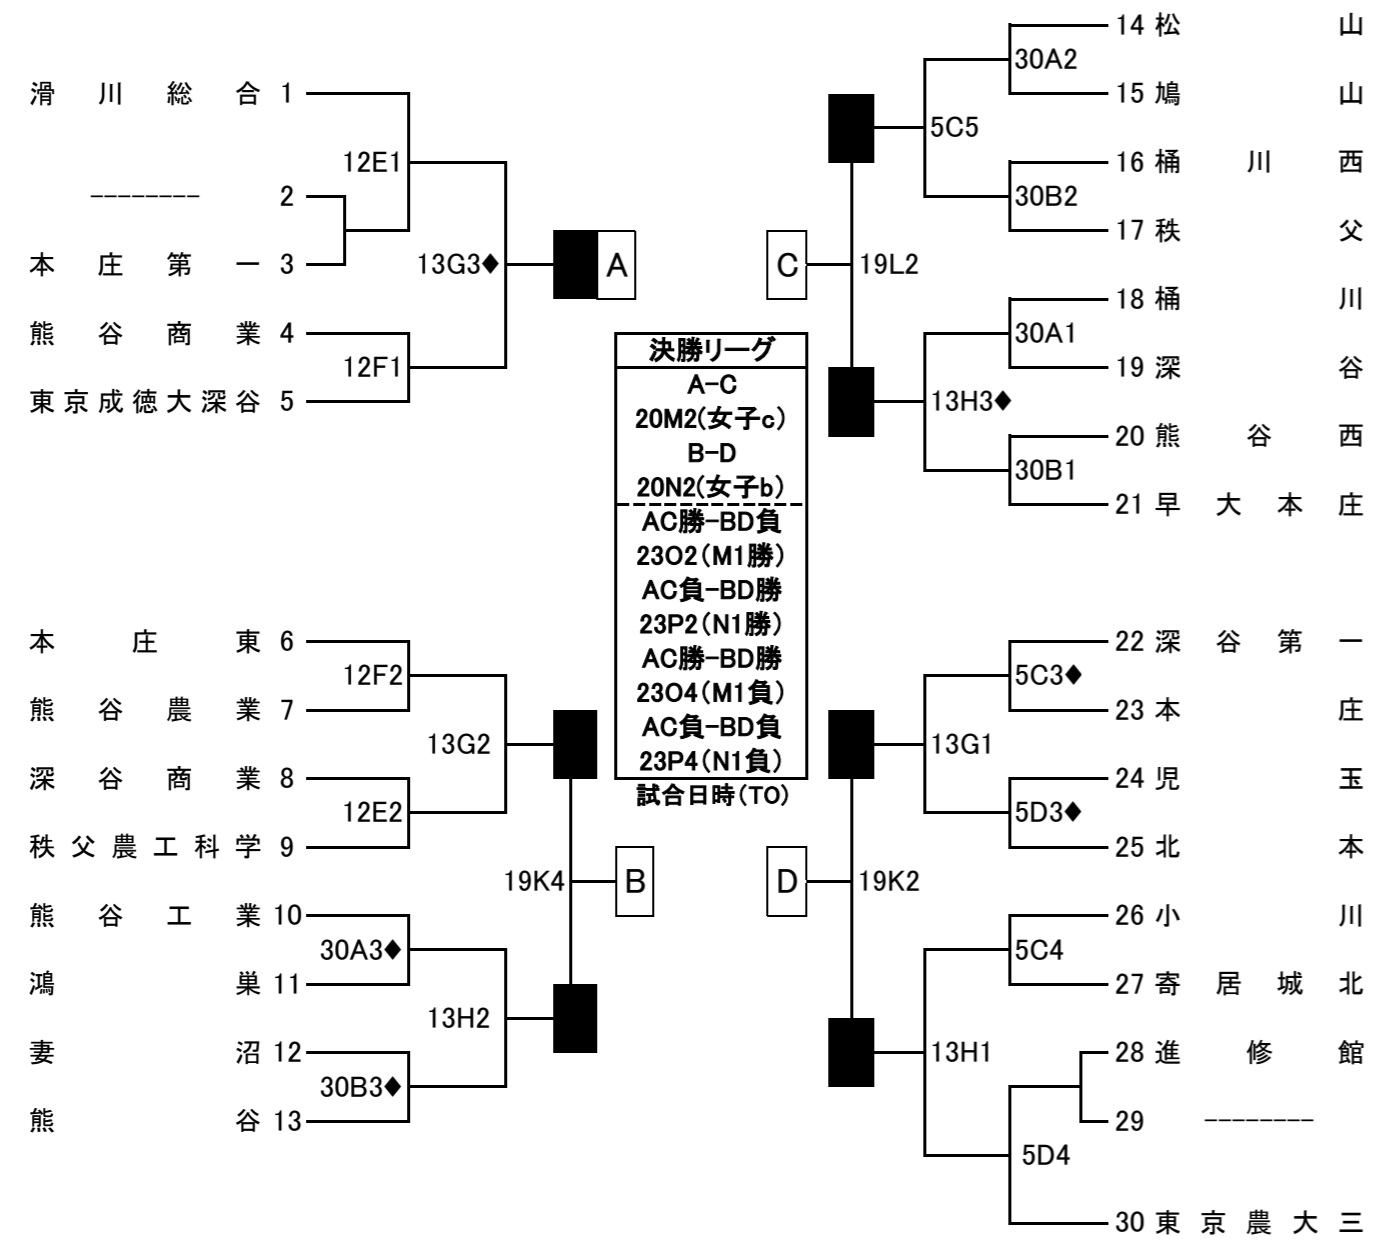 滑川総合 1
12E1
-------- 2
本庄第一 3
13G3◆
A
熊谷商業 4
12F1
東京成徳大深谷 5
本庄東 6
12F2
熊谷農業 7
13G2
深谷商業 8
12E2
秩父農工科学 9
19K4
B
熊谷工業 10
30A3◆
鴻巣 11
13H2
妻沼 12
30B3◆
熊谷 13
決勝リーグ
A-C
20M2(女子c)
B-D
20N2(女子b)
AC勝-BD負
23O2(M1勝)
AC負-BD勝
23P2(N1勝)
AC勝-BD勝
23O4(M1負)
AC負-BD負
23P4(N1負)
試合日時(TO)
14 松山
30A2
15 鳩山
5C5
16 桶川西
30B2
17 秩父
C
19L2
18 桶川
30A1
19 深谷
13H3◆
20 熊谷西
30B1
21 早大本庄
22 深谷第一
5C3◆
23 本庄
13G1
24 児玉
5D3◆
25 北本
D
19K2
26 小川
5C4
27 寄居城北
13H1
28 進修館
29 --------
5D4
30 東京農大三